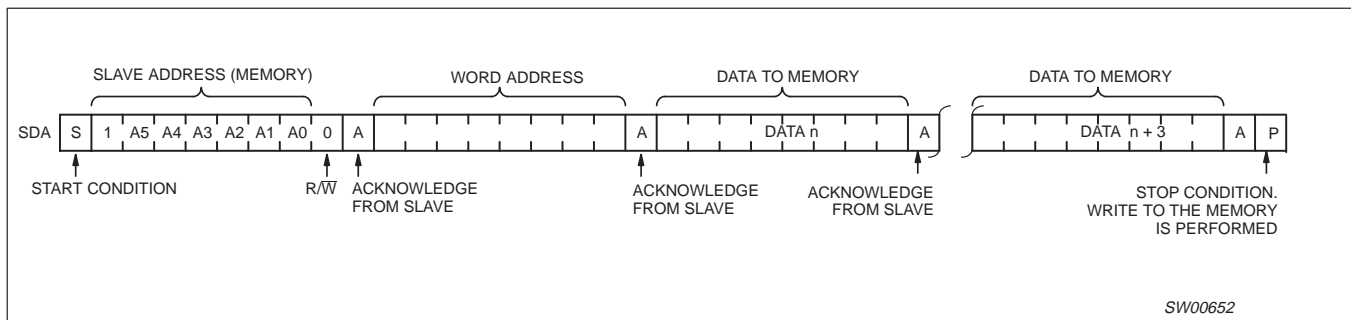 SLAVE ADDRESS (MEMORY) WORD ADDRESS DATA TO MEMORY DATA TO MEMORY
SDA S 1 A5 A4 A3 A2 A1 A0 0 A A DATA n A DATA n + 3 A P
START CONDITION R/W̅ ACKNOWLEDGE FROM SLAVE ACKNOWLEDGE FROM SLAVE ACKNOWLEDGE FROM SLAVE STOP CONDITION.
WRITE TO THE MEMORY
IS PERFORMED
SW00652